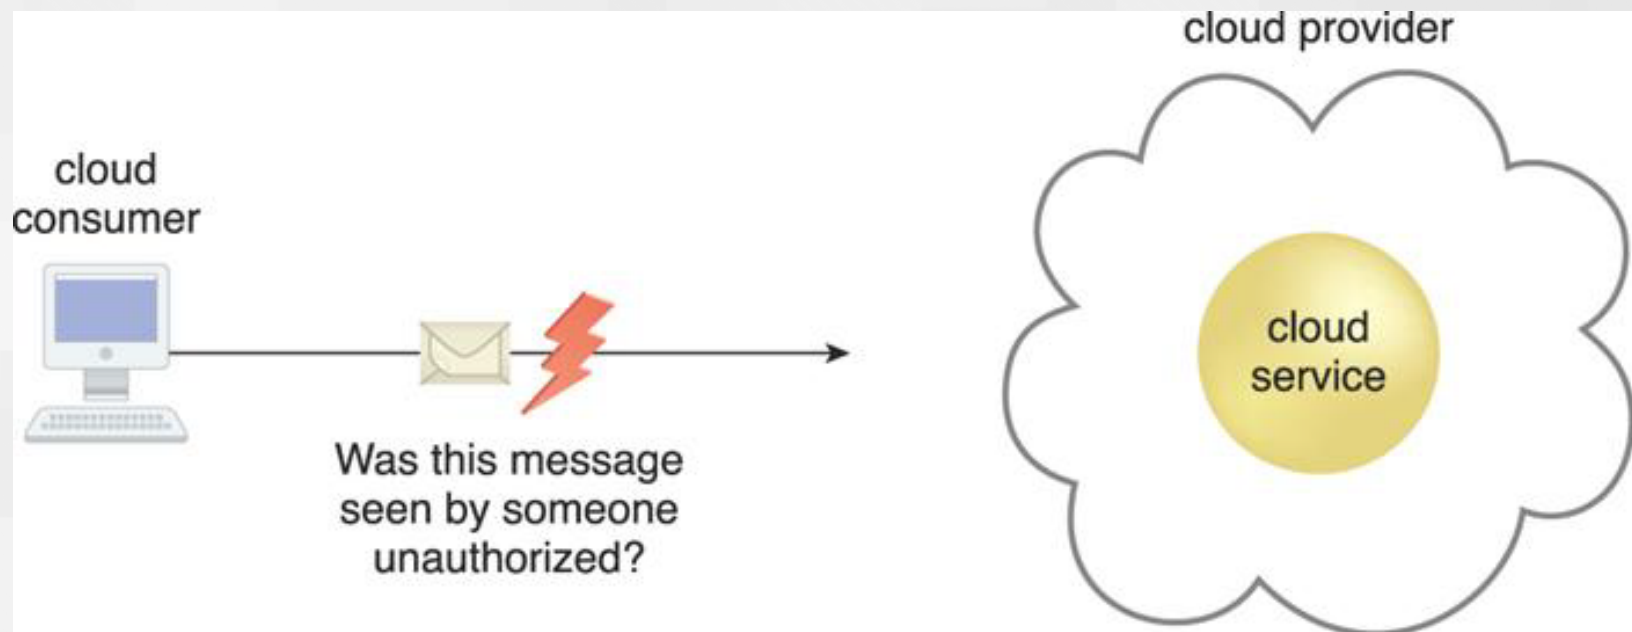 cloud provider
cloud
consumer
cloud
service
Was this message
seen by someone
unauthorized?